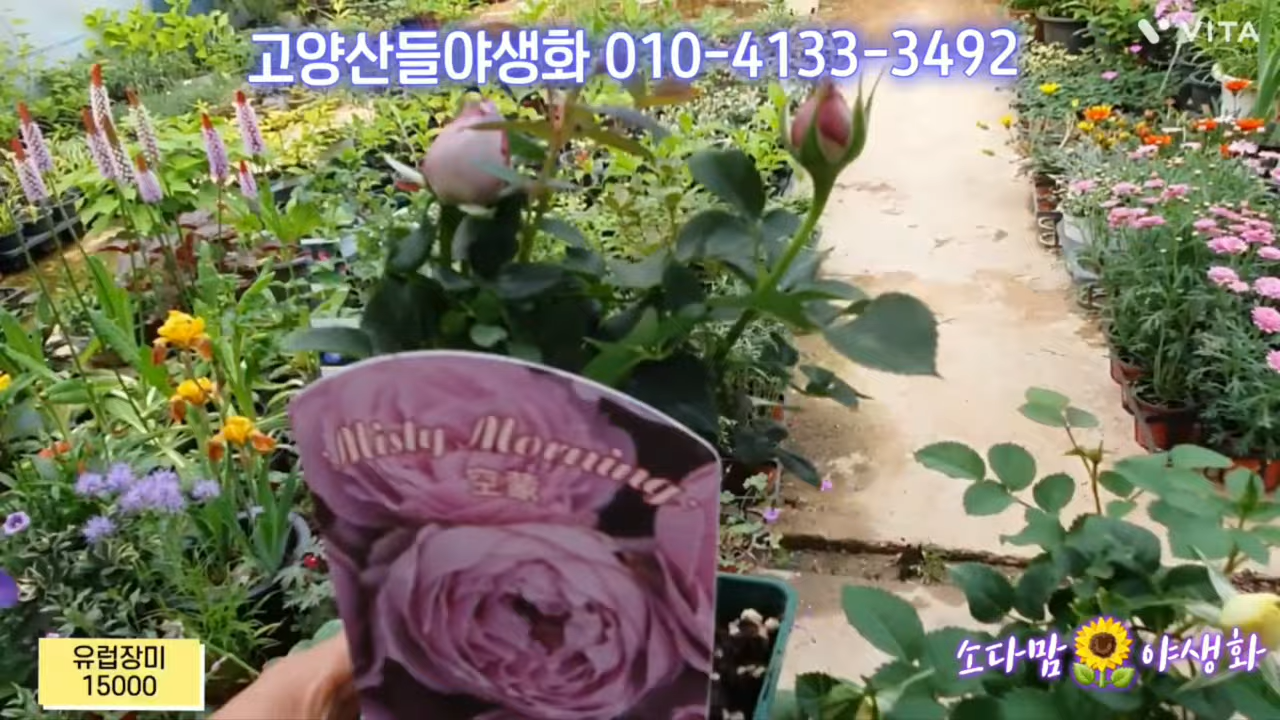 고양산들야생화 010-4133-3492
VITA
Misty Morning
空蒙
유럽장미
15000
소다맘 야생화